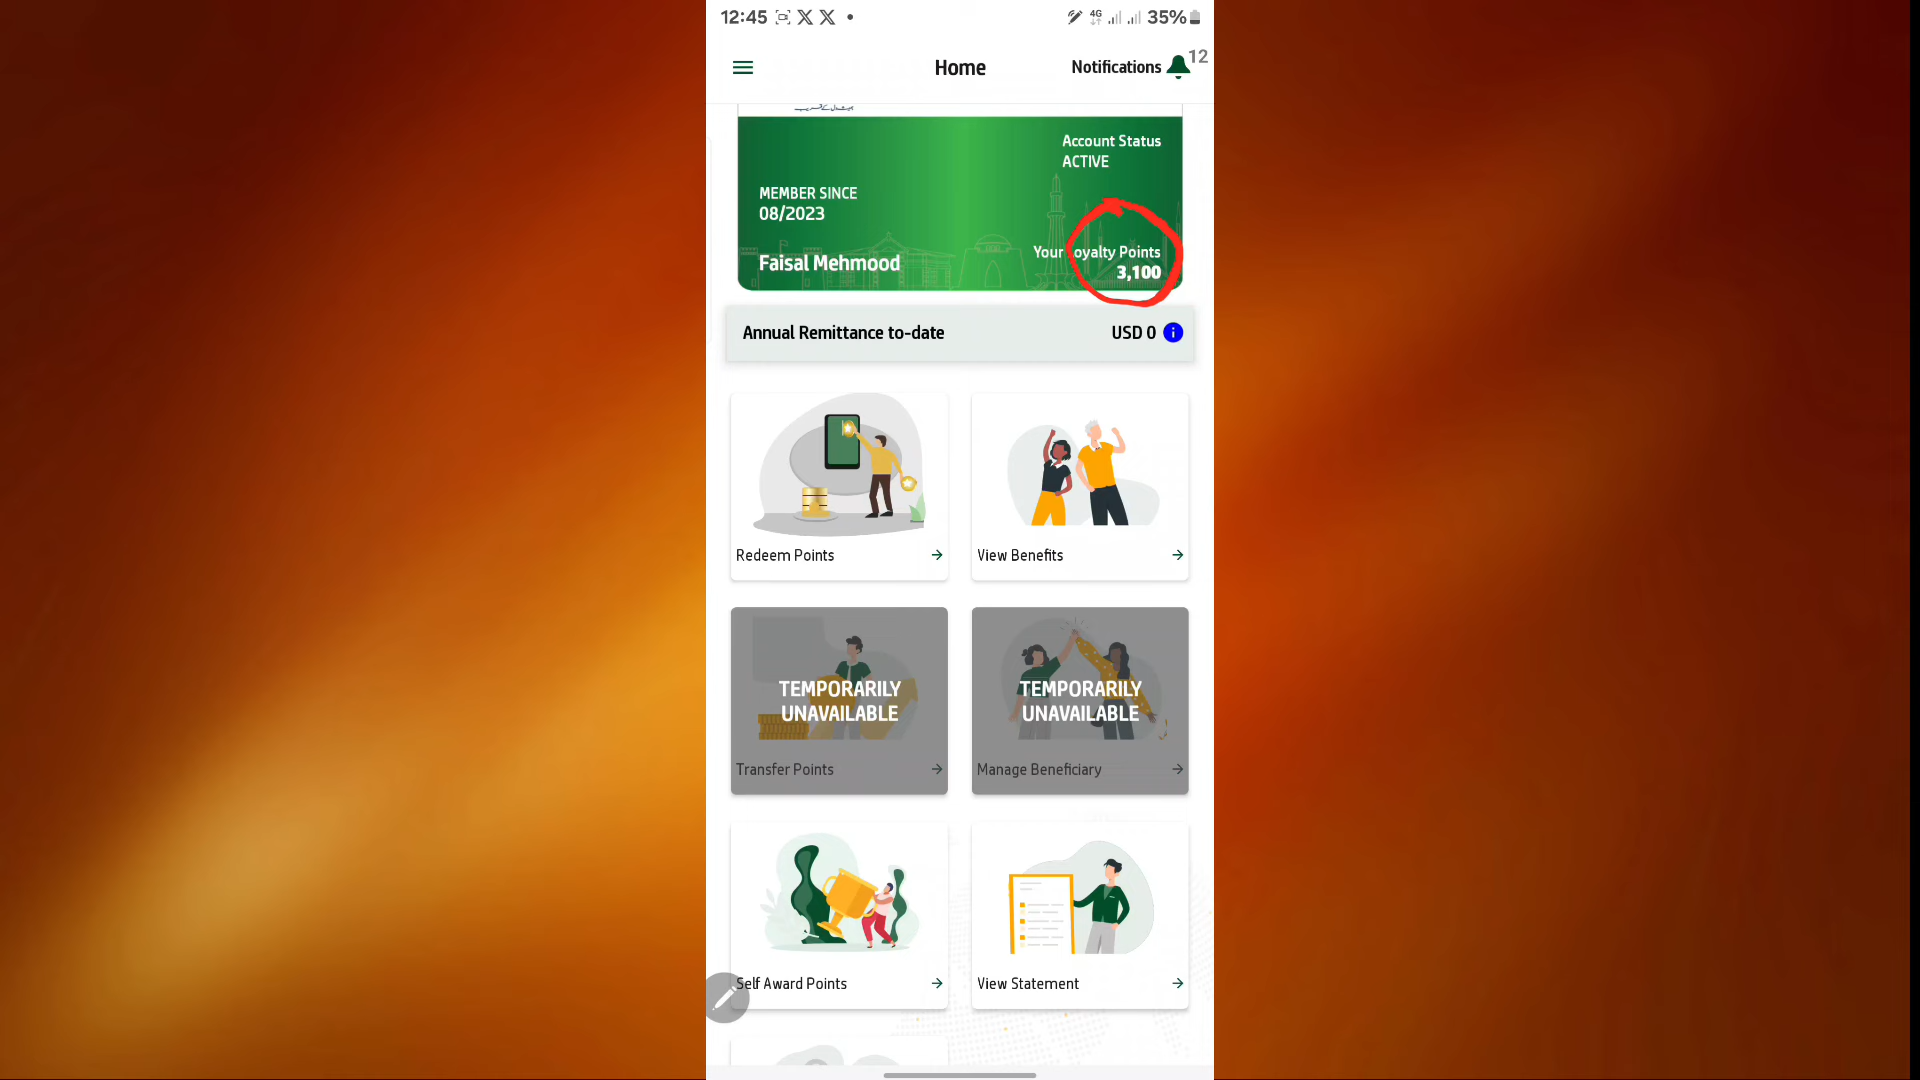 12:45
4G
35%
Home
Notifications
12
Account Status
ACTIVE
MEMBER SINCE
08/2023
Your Loyalty Points
Faisal Mehmood
3,100
Annual Remittance to-date
USD 0
Redeem Points
View Benefits
TEMPORARILY
UNAVAILABLE
TEMPORARILY
UNAVAILABLE
Transfer Points
Manage Beneficiary
Self Award Points
View Statement